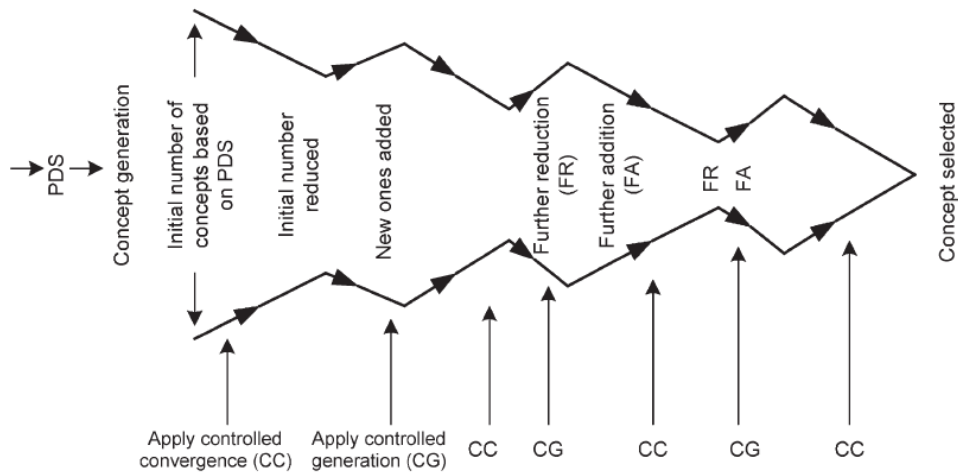 PDS
Concept generation
Initial number of
concepts based
on PDS
Initial number
reduced
New ones added
Further reduction
(FR)
Further addition
(FA)
FR
FA
Concept selected
Apply controlled
convergence (CC)
Apply controlled
generation (CG)
CC
CG
CC
CG
CC